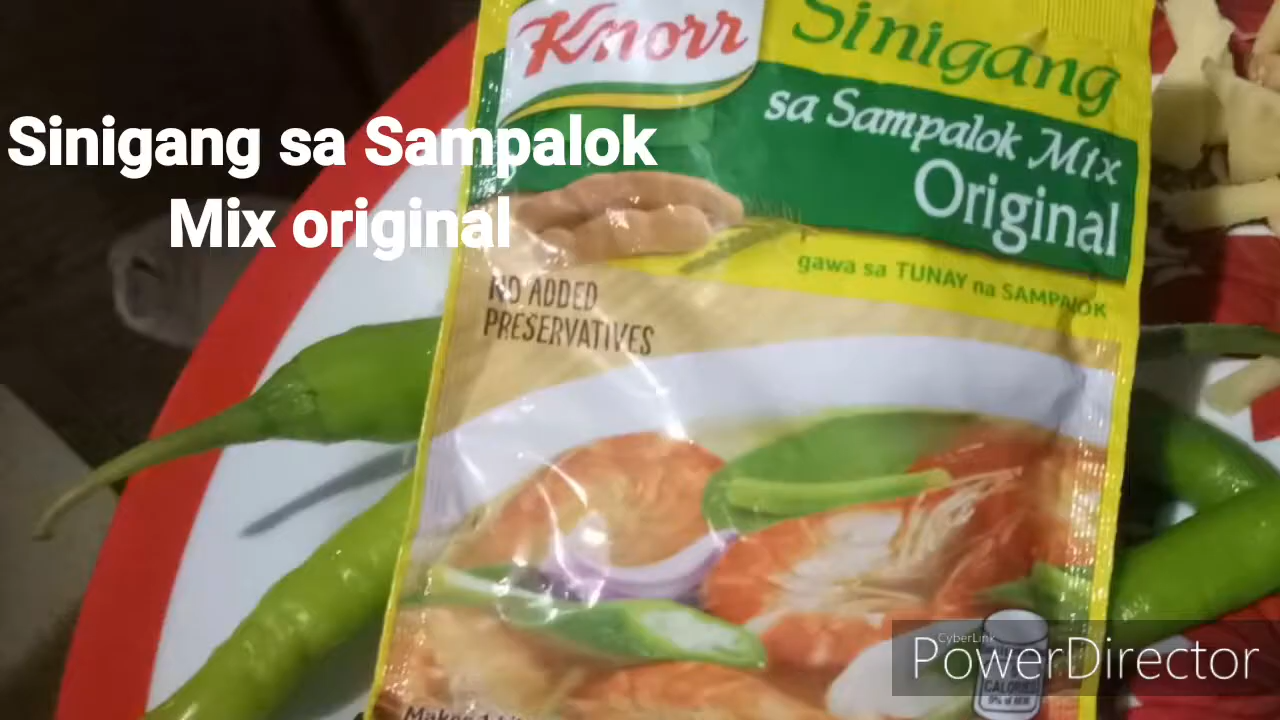 Knorr
Sinigang
sa Sampalok Mix
Original
gawa sa TUNAY na SAMPALOK
NO ADDED
PRESERVATIVES
Sinigang sa Sampalok
Mix original
CALORIES
CyberLink
PowerDirector